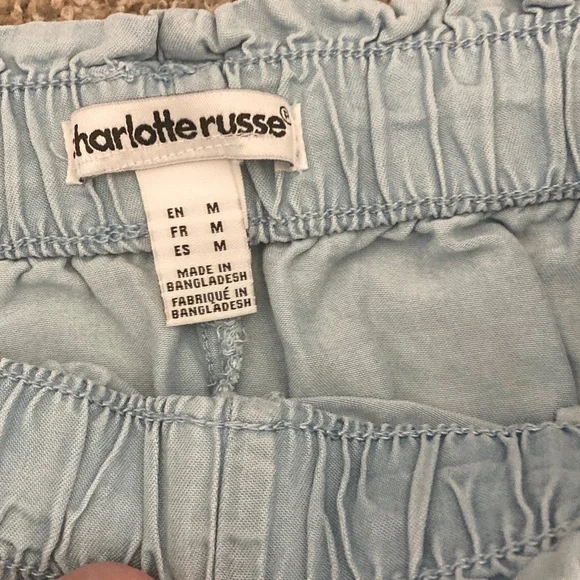 charlotte russe®
EN M
FR M
ES M
MADE IN
BANGLADESH
FABRIQUÉ IN
BANGLADESH